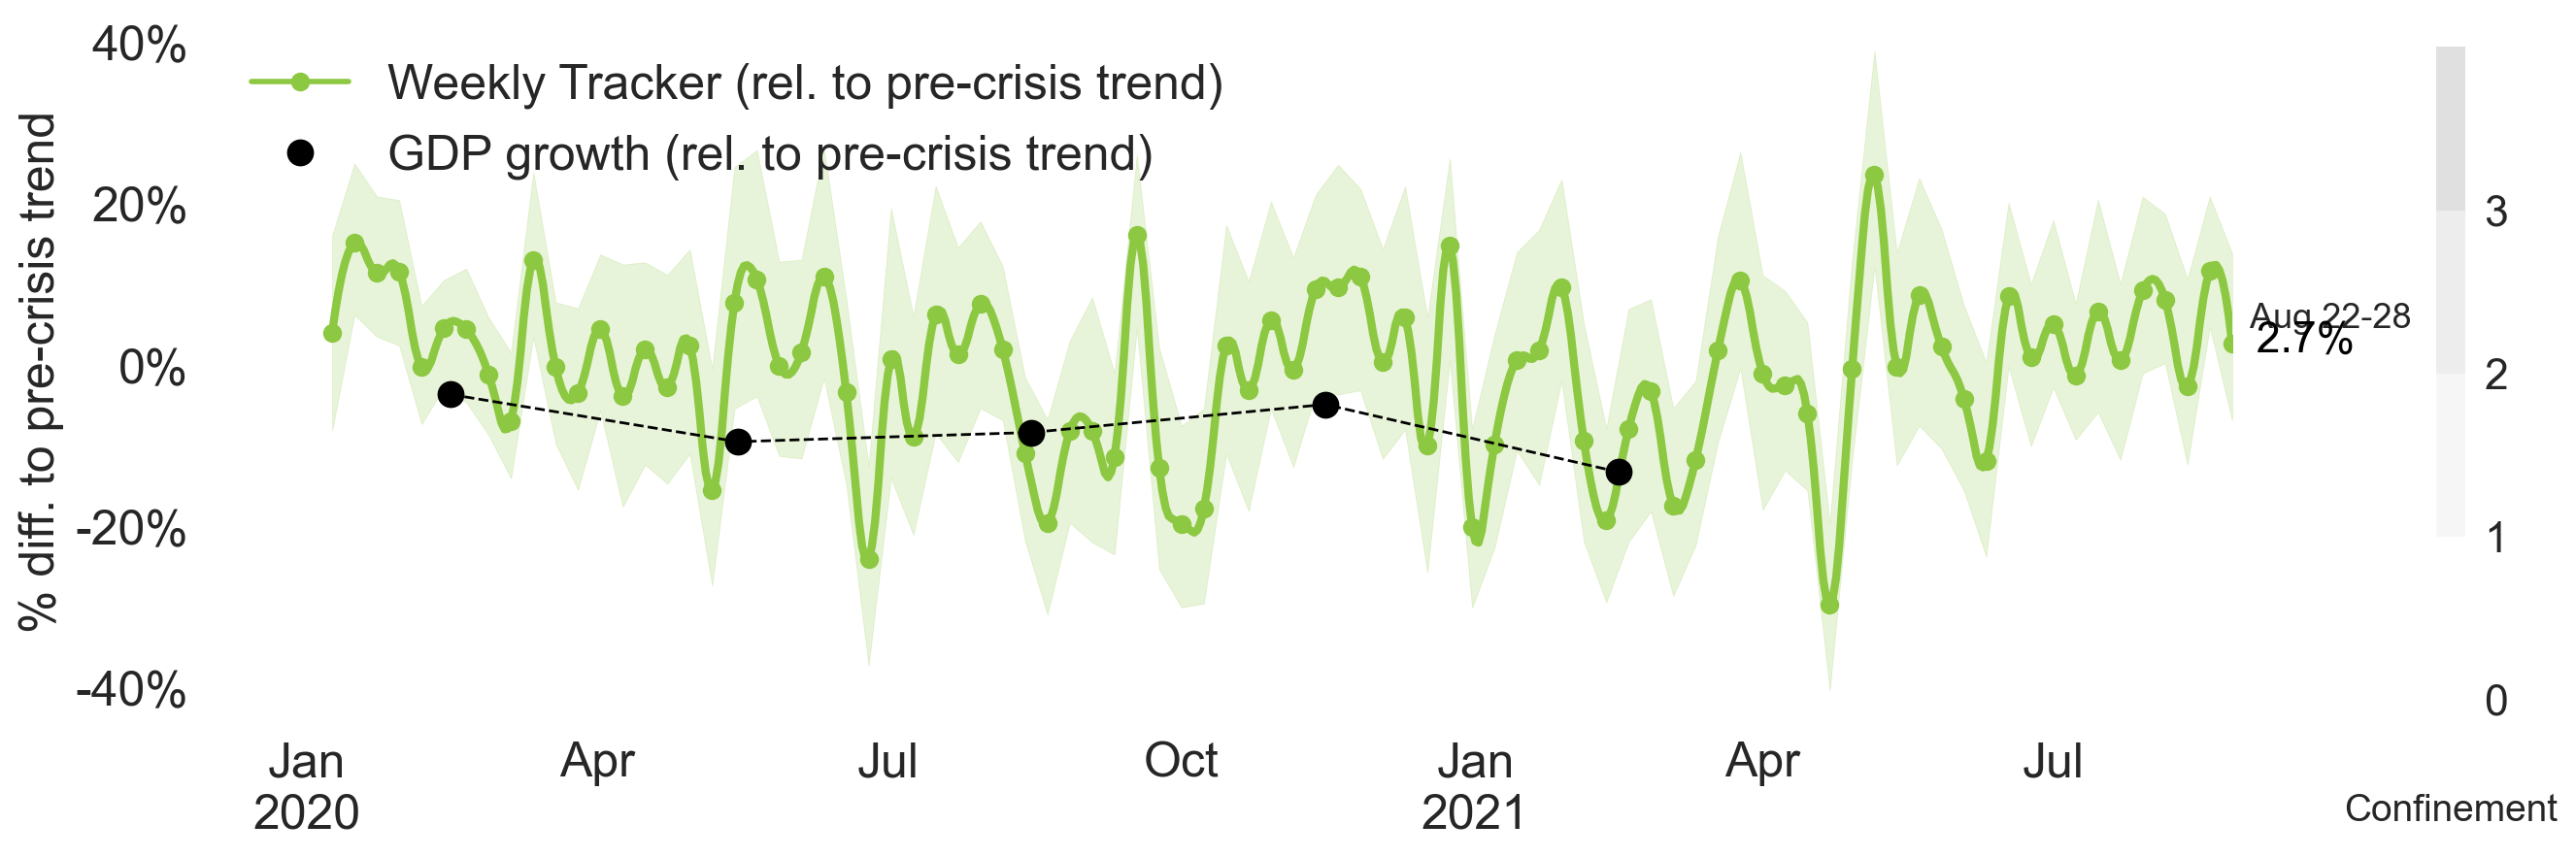 40%
20%
0%
-20%
-40%
% diff. to pre-crisis trend
Weekly Tracker (rel. to pre-crisis trend)
GDP growth (rel. to pre-crisis trend)
Aug 22-28
2.7%
3
2
1
0
Jan Apr Jul Oct Jan Apr Jul
2020 2021
Confinement